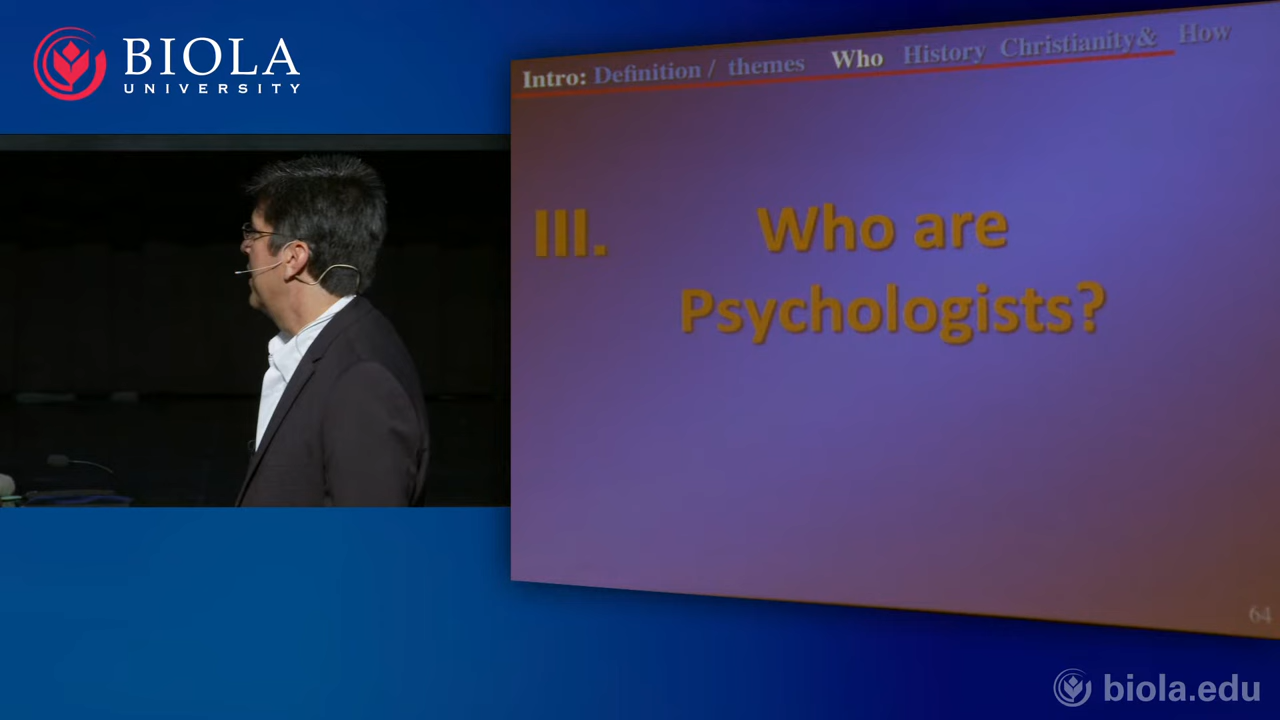 BIOLA
UNIVERSITY
Intro: Definition / themes Who History Christianity& How
III. Who are
Psychologists?
64
biola.edu